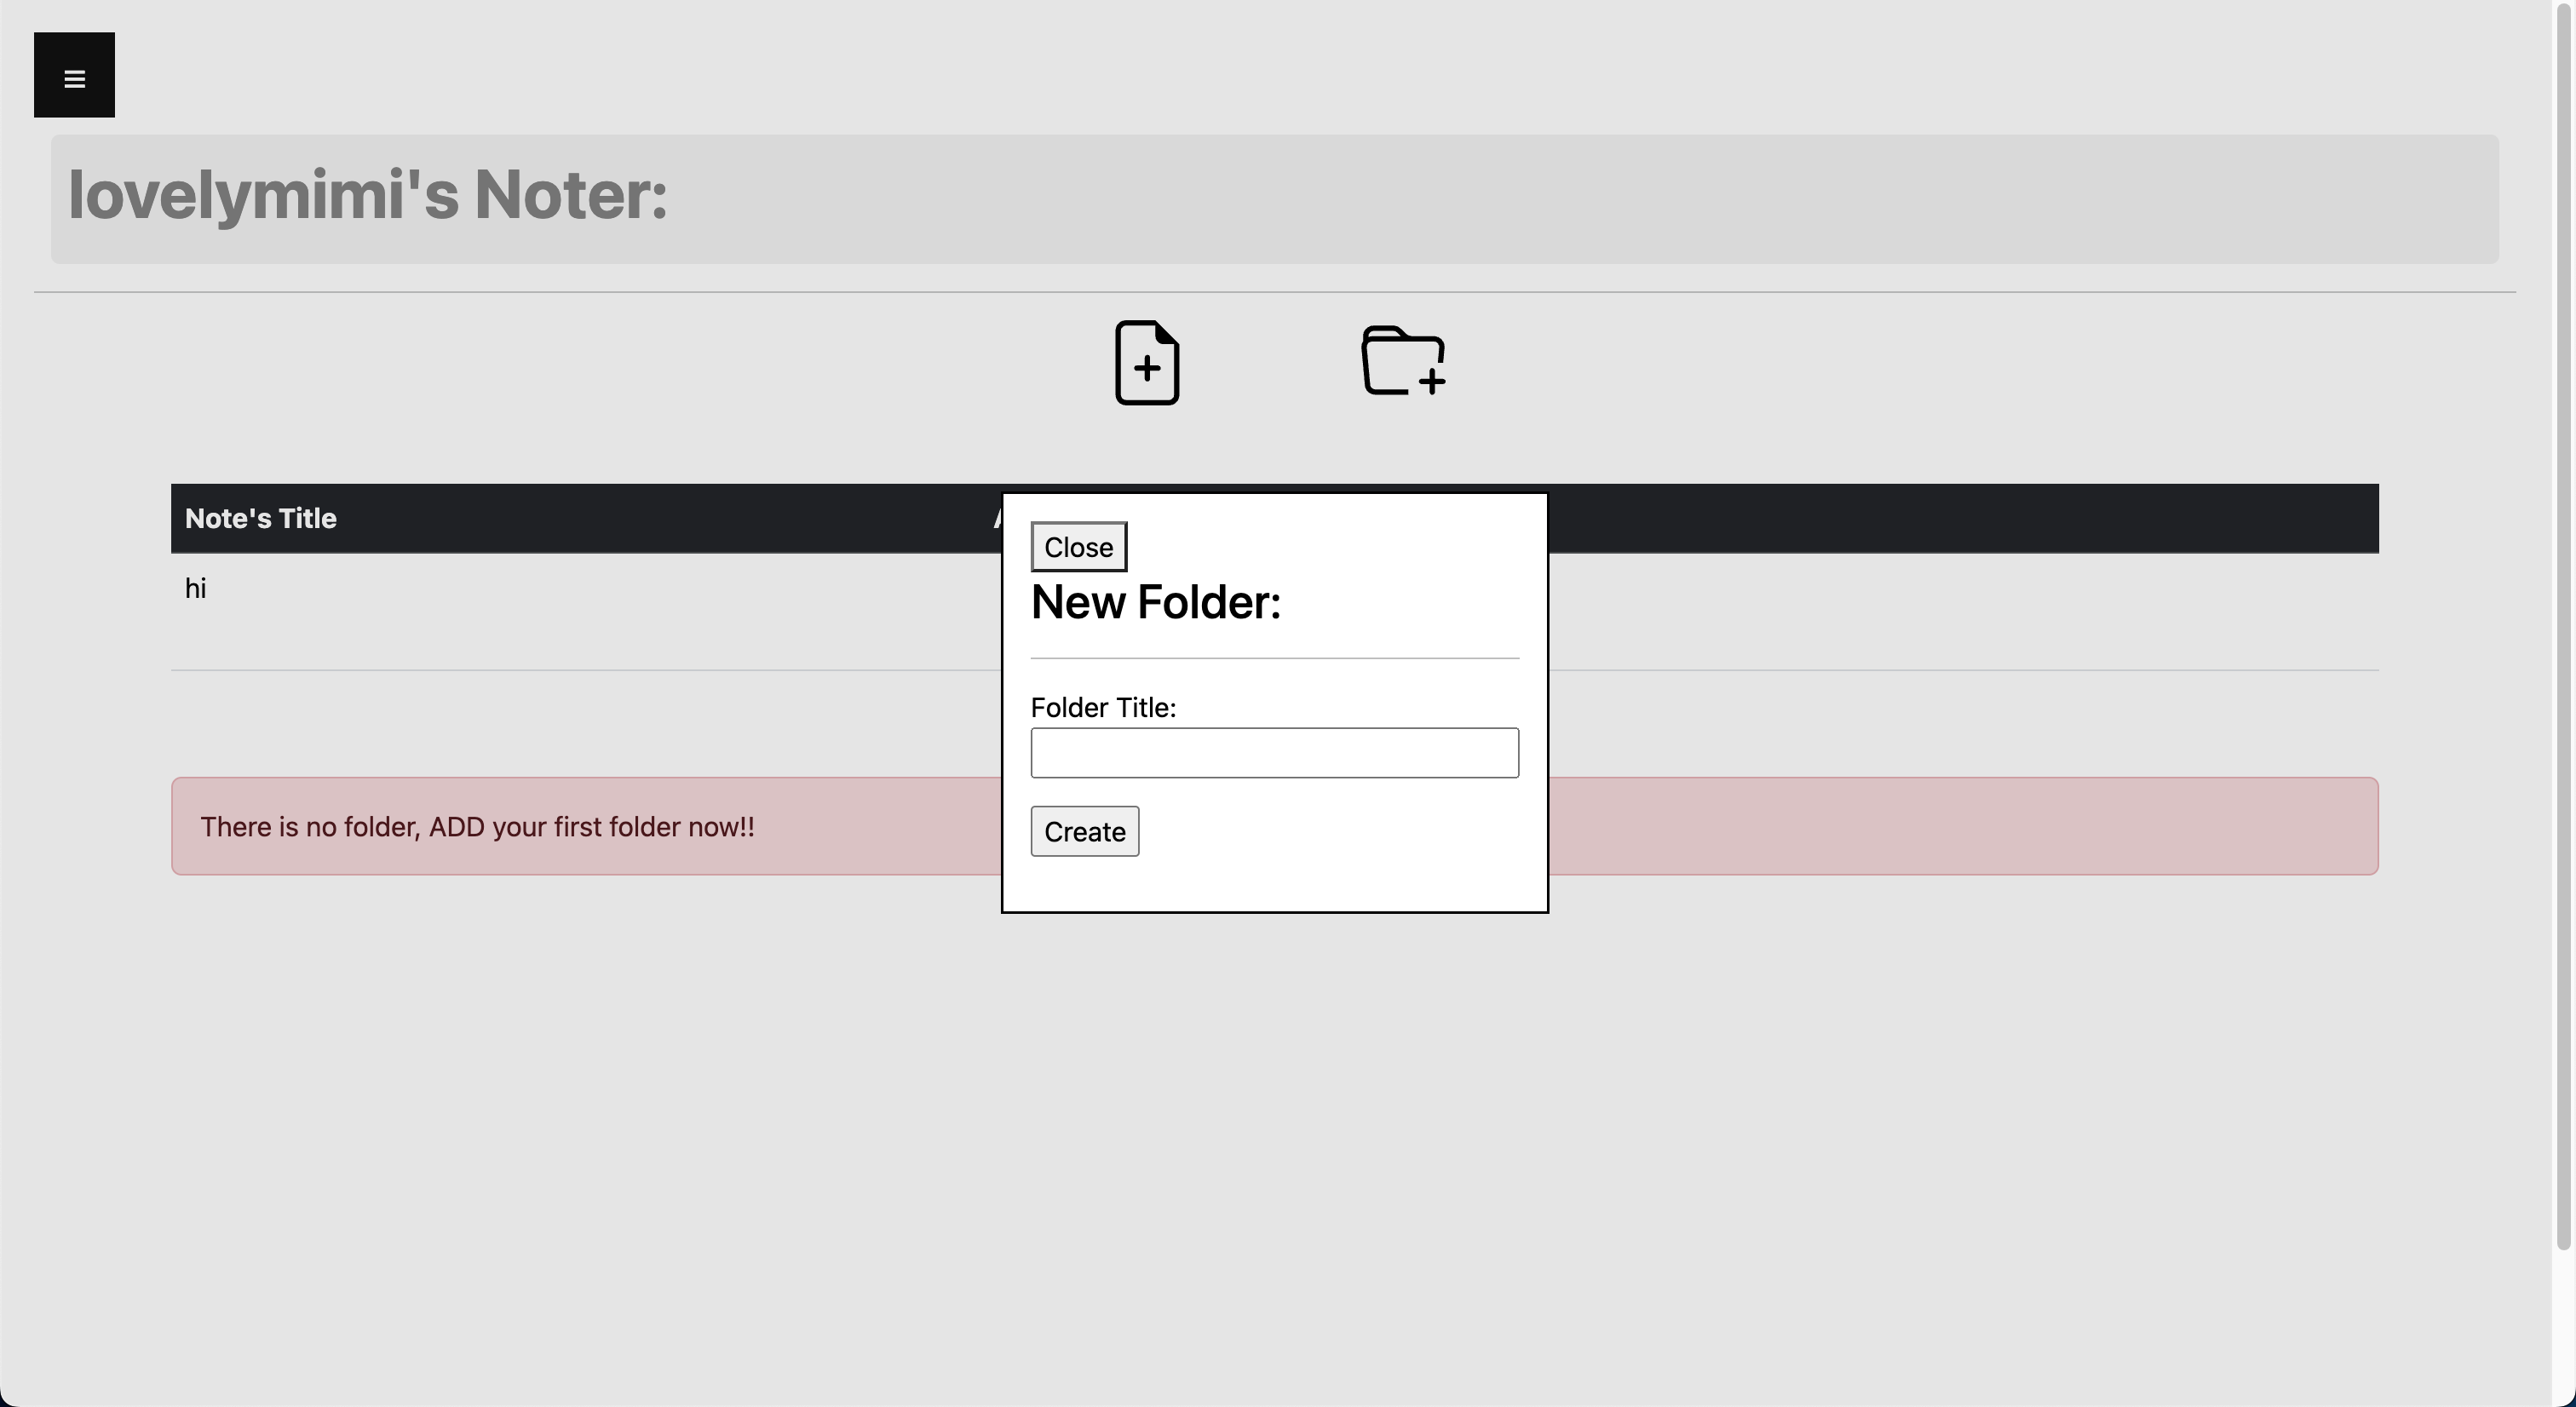 lovelymimi's Noter:
Note's Title
hi
Close
New Folder:
Folder Title:
Create
There is no folder, ADD your first folder now!!